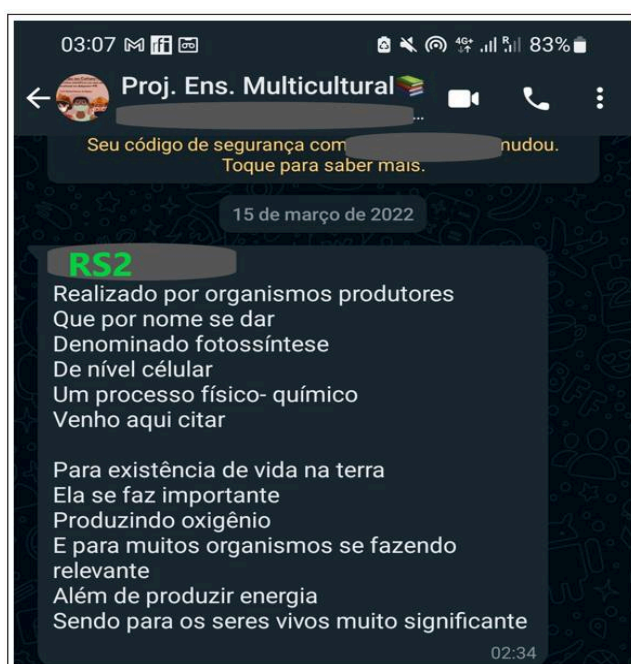 03:07 rfi 4G+ R 83%
Proj. Ens. Multicultural
...
Seu código de segurança com nudou.
Toque para saber mais.
15 de março de 2022
RS2
Realizado por organismos produtores
Que por nome se dar
Denominado fotossíntese
De nível célular
Um processo físico- químico
Venho aqui citar
Para existência de vida na terra
Ela se faz importante
Produzindo oxigênio
E para muitos organismos se fazendo
relevante
Além de produzir energia
Sendo para os seres vivos muito significante
02:34